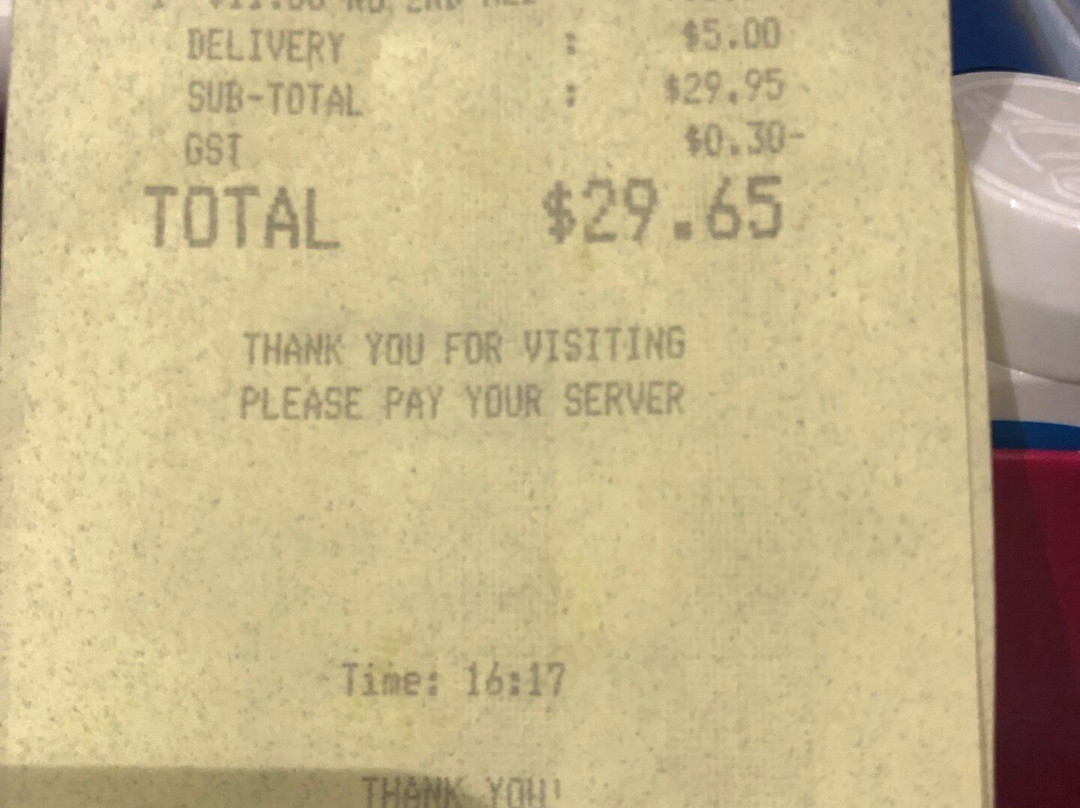 DELIVERY : $5.00
SUB-TOTAL : $29.95
GST $0.30-
TOTAL $29.65
THANK YOU FOR VISITING
PLEASE PAY YOUR SERVER
Time: 16:17
THANK YOU!